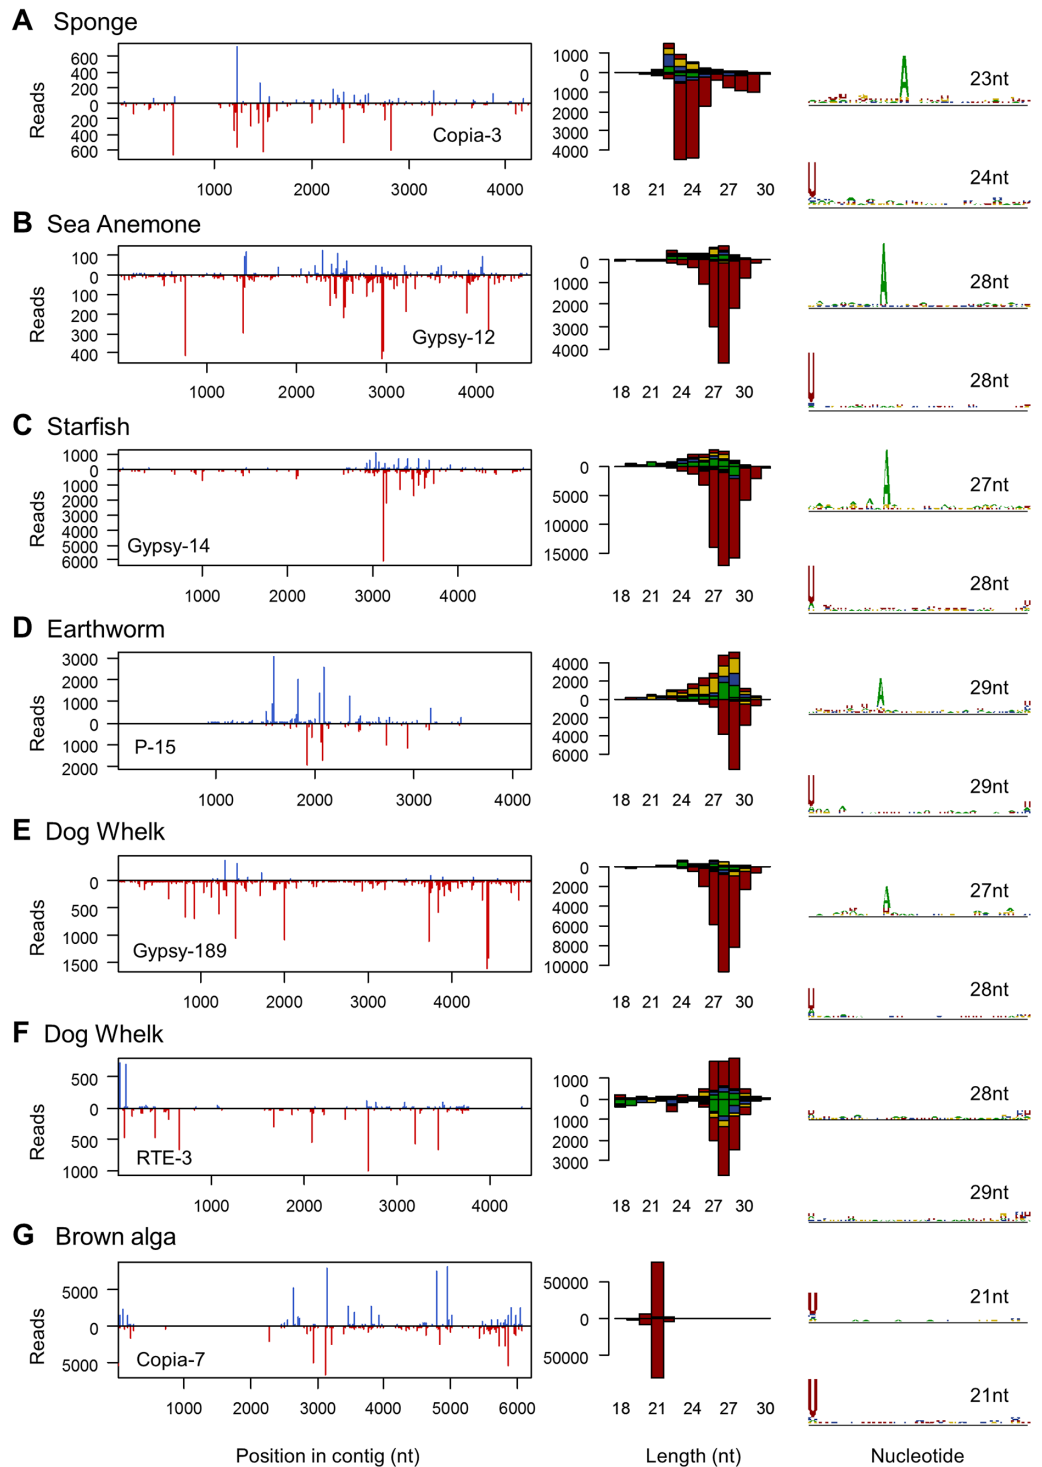 A Sponge
Reads
600
400
200
0
200
400
600
Copia-3
1000 2000 3000 4000
1000
0
1000
2000
3000
4000
18 21 24 27 30
A
23nt
U
24nt
B Sea Anemone
Reads
100
0
100
200
300
400
Gypsy-12
1000 2000 3000 4000
0
1000
2000
3000
4000
18 21 24 27 30
A
28nt
U
28nt
C Starfish
Reads
1000
0
1000
2000
3000
4000
5000
6000
Gypsy-14
1000 2000 3000 4000
0
5000
10000
15000
18 21 24 27 30
A
27nt
U
28nt
D Earthworm
Reads
3000
2000
1000
0
1000
2000
P-15
1000 2000 3000 4000
4000
2000
0
2000
4000
6000
18 21 24 27 30
A
29nt
U
29nt
E Dog Whelk
Reads
0
500
1000
1500
Gypsy-189
1000 2000 3000 4000
0
2000
4000
6000
8000
10000
18 21 24 27 30
A
27nt
U
28nt
F Dog Whelk
Reads
500
0
500
1000
RTE-3
1000 2000 3000 4000
1000
0
1000
2000
3000
18 21 24 27 30
28nt
29nt
G Brown alga
Reads
5000
0
5000
Copia-7
1000 2000 3000 4000 5000 6000
50000
0
50000
18 21 24 27 30
U
21nt
U
21nt
Position in contig (nt) Length (nt) Nucleotide